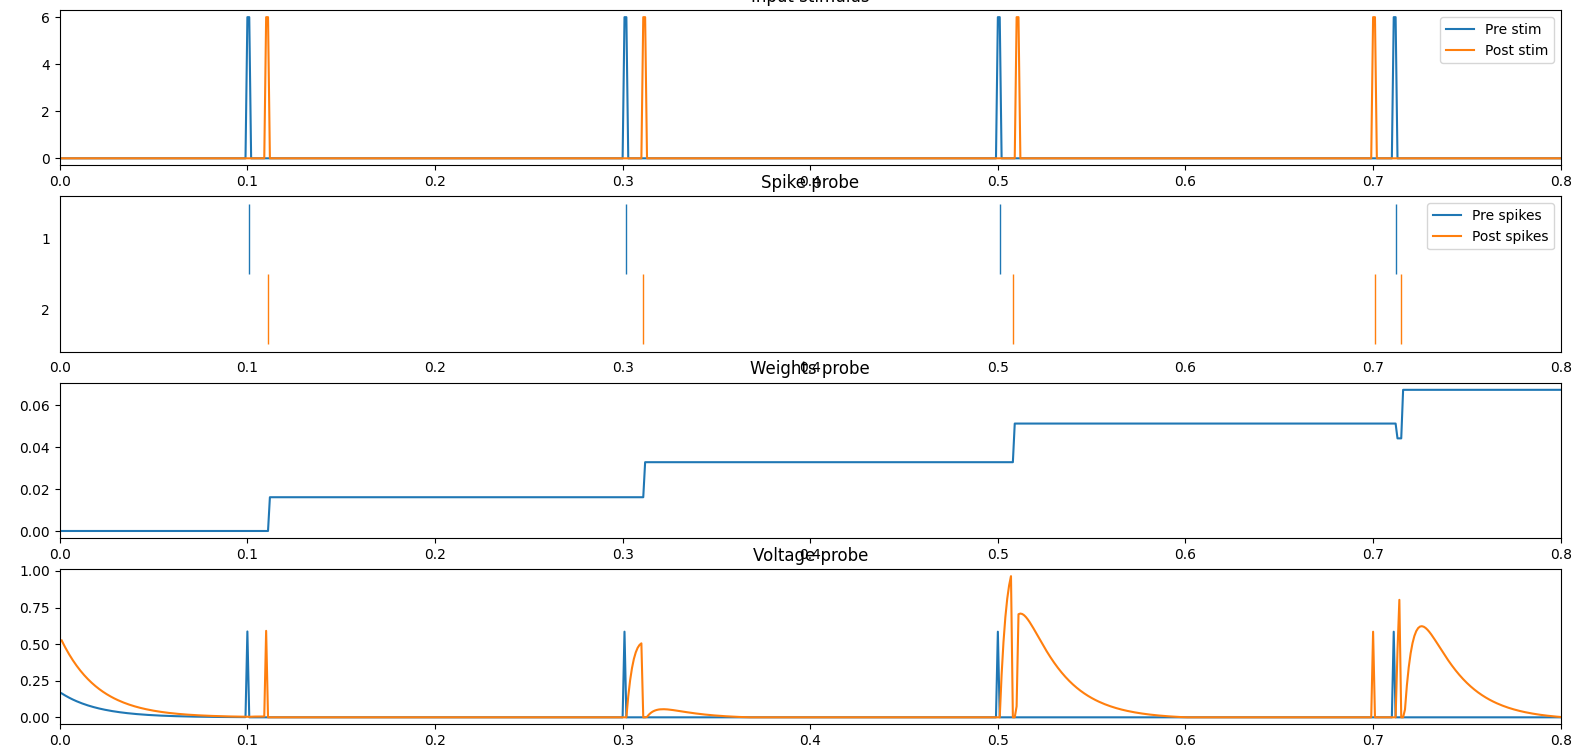 Input stimulus
6
4
2
0
Pre stim
Post stim
0.0 0.1 0.2 0.3 0.4 0.5 0.6 0.7 0.8
Spike probe
1
2
Pre spikes
Post spikes
0.0 0.1 0.2 0.3 0.4 0.5 0.6 0.7 0.8
Weights probe
0.06
0.04
0.02
0.00
0.0 0.1 0.2 0.3 0.4 0.5 0.6 0.7 0.8
Voltage probe
1.00
0.75
0.50
0.25
0.00
0.0 0.1 0.2 0.3 0.4 0.5 0.6 0.7 0.8